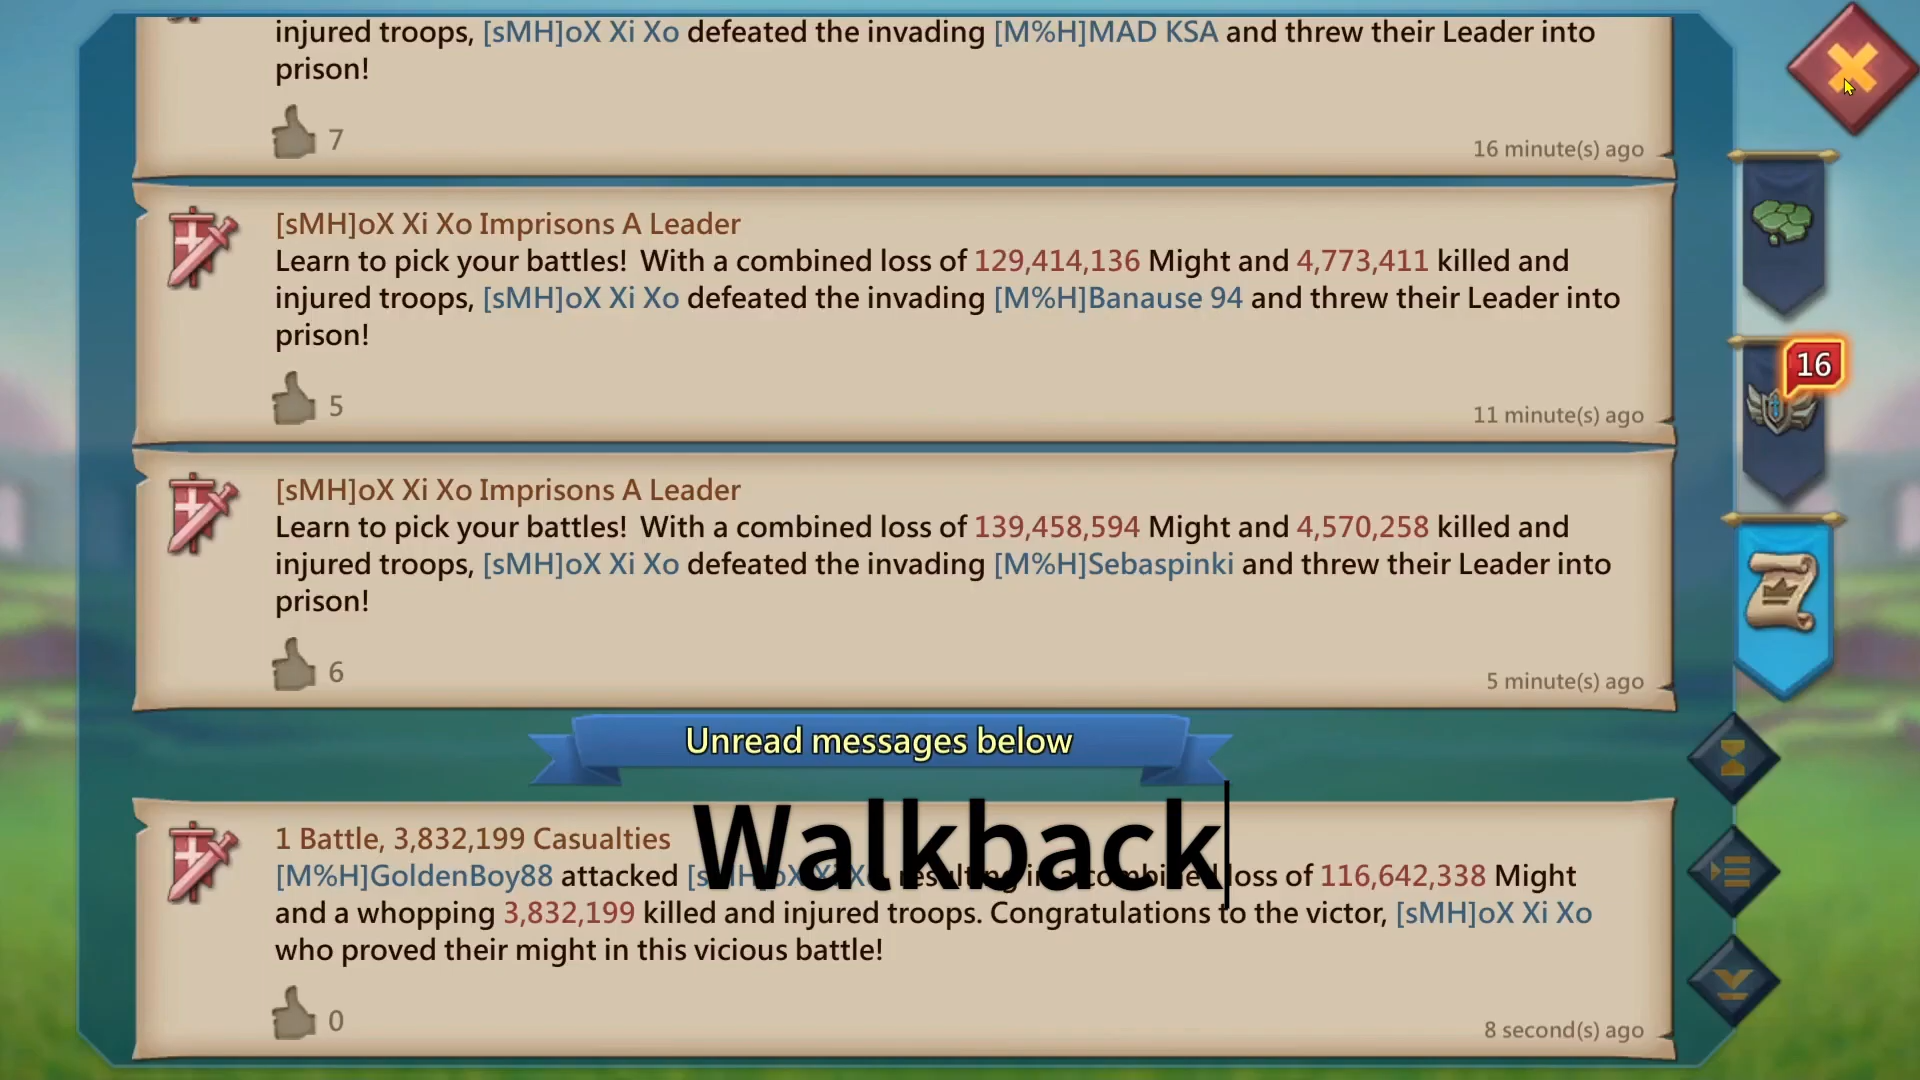 injured troops, [sMH]oX Xi Xo defeated the invading [M%H]MAD KSA and threw their Leader into
prison!
7
16 minute(s) ago
[sMH]oX Xi Xo Imprisons A Leader
Learn to pick your battles! With a combined loss of 129,414,136 Might and 4,773,411 killed and
injured troops, [sMH]oX Xi Xo defeated the invading [M%H]Banause 94 and threw their Leader into
prison!
5
11 minute(s) ago
16
[sMH]oX Xi Xo Imprisons A Leader
Learn to pick your battles! With a combined loss of 139,458,594 Might and 4,570,258 killed and
injured troops, [sMH]oX Xi Xo defeated the invading [M%H]Sebaspinki and threw their Leader into
prison!
6
5 minute(s) ago
Unread messages below
Walkback
1 Battle, 3,832,199 Casualties
[M%H]GoldenBoy88 attacked [sMH]oX Xi Xo, resulting in a combined loss of 116,642,338 Might
and a whopping 3,832,199 killed and injured troops. Congratulations to the victor, [sMH]oX Xi Xo
who proved their might in this vicious battle!
0
8 second(s) ago